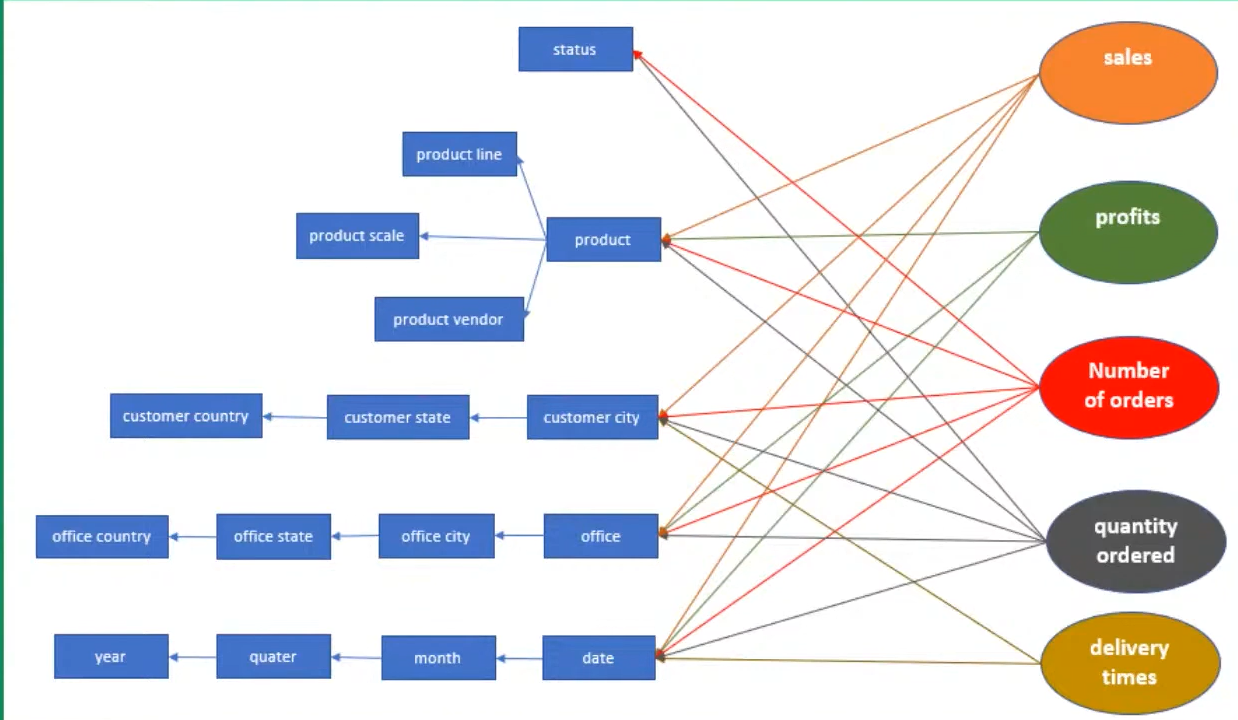 status
sales
product line
profits
product scale
product
product vendor
Number
of orders
customer country
customer state
customer city
quantity
ordered
office country
office state
office city
office
year
quater
month
date
delivery
times